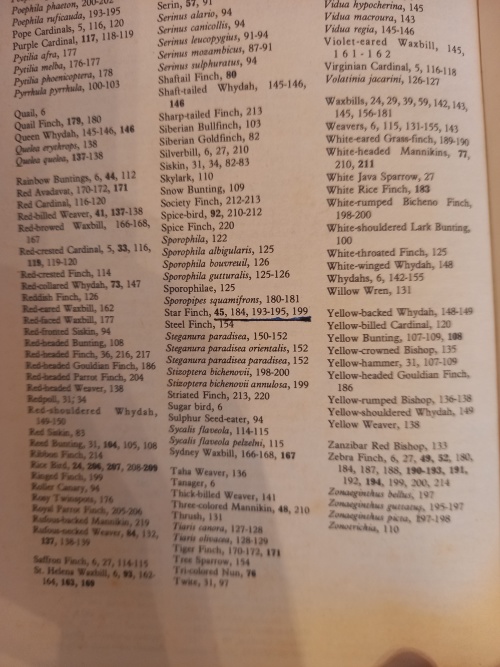 Poephila phaeton, 200-202
Poephila ruficauda, 193-195
Pope Cardinals, 5, 116, 120
Purple Cardinal, 117, 118-119
Pytilia afra, 177
Pytilia melba, 176-177
Pytilia phoenicoptera, 178
Pyrrhula pyrrhula, 100-103
Quail, 6
Quail Finch, 179, 180
Queen Whydah, 145-146, 146
Quelea erythrops, 138
Quelea quelea, 137-138
Rainbow Buntings, 6, 44, 112
Red Avadavat, 170-172, 171
Red Cardinal, 116-120
Red-billed Weaver, 41, 137-138
Red-browed Waxbill, 166-168,
167
Red-crested Cardinal, 5, 33, 116,
118, 119-120
Red-crested Finch, 114
Red-collared Whydah, 73, 147
Reddish Finch, 126
Red-eared Waxbill, 162
Red-faced Waxbill, 177
Red-fronted Siskin, 94
Red-headed Bunting, 108
Red-headed Finch, 36, 216, 217
Red-headed Gouldian Finch, 186
Red-headed Parrot Finch, 204
Red-headed Weaver, 138
Redpoll, 31, 34
Red-shouldered Whydah,
149-150
Red Siskin, 85
Reed Bunting, 31, 104, 105, 108
Ribbon Finch, 214
Rice Bird, 24, 206, 207, 208-209
Ringed Finch, 199
Roller Canary, 94
Rosy Twinspots, 176
Royal Parrot Finch, 205-206
Rufous-backed Mannikin, 219
Rufous-necked Weaver, 84, 132,
137, 138-139
Saffron Finch, 6, 27, 114-115
St. Helena Waxbill, 6, 93, 163-
164, 163, 169
Serin, 57, 91
Serinus alario, 94
Serinus canicollis, 94
Serinus leucopygius, 91-94
Serinus mozambicus, 87-91
Serinus sulphuratus, 94
Shaftail Finch, 80
Shaft-tailed Whydah, 145-146,
146
Sharp-tailed Finch, 213
Siberian Bullfinch, 103
Siberian Goldfinch, 82
Silverbill, 6, 27, 210
Siskin, 31, 34, 82-83
Skylark, 110
Snow Bunting, 109
Society Finch, 212-213
Spice-bird, 92, 210-212
Spice Finch, 220
Sporophila, 122
Sporophila albigularis, 125
Sporophila bouvreuil, 126
Sporophila gutturalis, 125-126
Sporophilae, 125
Sporopipes squamifrons, 180-181
Star Finch, 45, 184, 193-195, 199
Steel Finch, 154
Steganura paradisea, 150-152
Steganura paradisea orientalis, 152
Steganura paradisea paradisea, 152
Stizoptera bichenovii, 198-200
Stizoptera bichenovii annulosa, 199
Striated Finch, 213, 220
Sugar bird, 6
Sulphur Seed-eater, 94
Sycalis flaveola, 114-115
Sycalis flaveola pelzelni, 115
Sydney Waxbill, 166-168, 167
Taha Weaver, 136
Tanager, 6
Thick-billed Weaver, 141
Three-colored Mannikin, 48, 210
Thrush, 131
Tiaris canora, 127-128
Tiaris olivacea, 128-129
Tiger Finch, 170-172, 171
Tree Sparrow, 154
Tri-colored Nun, 76
Twite, 31, 97
Vidua hypocherina, 145
Vidua macroura, 143
Vidua regia, 145-146
Violet-eared Waxbill, 145,
161-162
Virginian Cardinal, 5, 116-118
Volatinia jacarini, 126-127
Waxbills, 24, 29, 39, 59, 142, 143,
145, 156-181
Weavers, 6, 115, 131-155, 143
White-eared Grass-finch, 189-190
White-headed Mannikins, 77,
210, 211
White Java Sparrow, 27
White Rice Finch, 183
White-rumped Bicheno Finch,
198-200
White-shouldered Lark Bunting,
100
White-throated Finch, 125
White-winged Whydah, 148
Whydahs, 6, 142-155
Willow Wren, 131
Yellow-backed Whydah, 148-149
Yellow-billed Cardinal, 120
Yellow Bunting, 107-109, 108
Yellow-crowned Bishop, 135
Yellow-hammer, 31, 107-109
Yellow-headed Gouldian Finch,
186
Yellow-rumped Bishop, 136-138
Yellow-shouldered Whydah, 149
Yellow Weaver, 138
Zanzibar Red Bishop, 133
Zebra Finch, 6, 27, 49, 52, 180,
184, 187, 188, 190-193, 191,
192, 194, 199, 200, 214
Zonaeginthus bellus, 197
Zonaeginthus guttatus, 195-197
Zonaeginthus picta, 197-198
Zonotrichia, 110